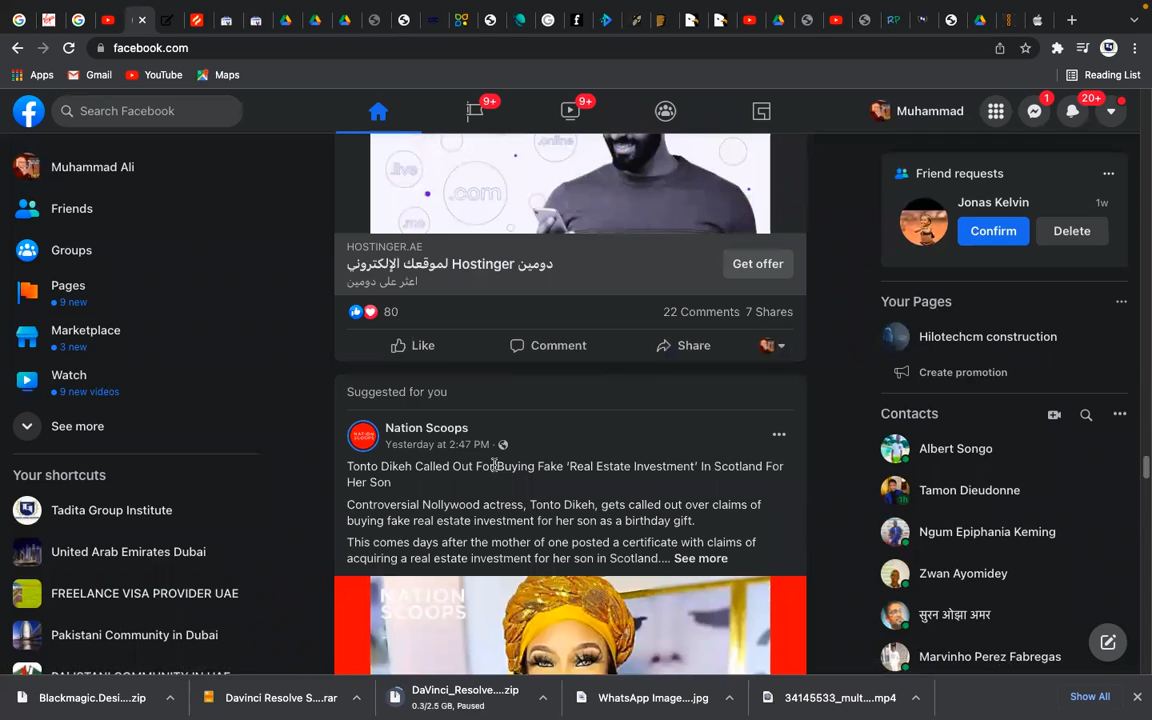 facebook.com
Apps
Gmail
YouTube
Maps
Reading List
Search Facebook
9+
9+
Muhammad
1
20+
Muhammad Ali
Friends
Groups
Pages
9 new
Marketplace
3 new
Watch
9 new videos
See more
Your shortcuts
Tadita Group Institute
United Arab Emirates Dubai
FREELANCE VISA PROVIDER UAE
Pakistani Community in Dubai
.online
.live
.com
.me
HOSTINGER.AE
دومين Hostinger لموقعك الإلكتروني
اعثر على دومين
Get offer
80
22 Comments 7 Shares
Like
Comment
Share
Suggested for you
Nation Scoops
Yesterday at 2:47 PM ·
Tonto Dikeh Called Out For Buying Fake ‘Real Estate Investment’ In Scotland For
Her Son
Controversial Nollywood actress, Tonto Dikeh, gets called out over claims of
buying fake real estate investment for her son as a birthday gift.
This comes days after the mother of one posted a certificate with claims of
acquiring a real estate investment for her son in Scotland.... See more
NATION
SCOOPS
Friend requests
Jonas Kelvin
1w
Confirm
Delete
Your Pages
Hilotechcm construction
Create promotion
Contacts
Albert Songo
Tamon Dieudonne
Ngum Epiphania Keming
Zwan Ayomidey
सुरन ओझा अमर
Marvinho Perez Fabregas
Blackmagic.Desi....zip
Davinci Resolve S....rar
DaVinci_Resolve....zip
0.3/2.5 GB, Paused
WhatsApp Image....jpg
34145533_mult....mp4
Show All